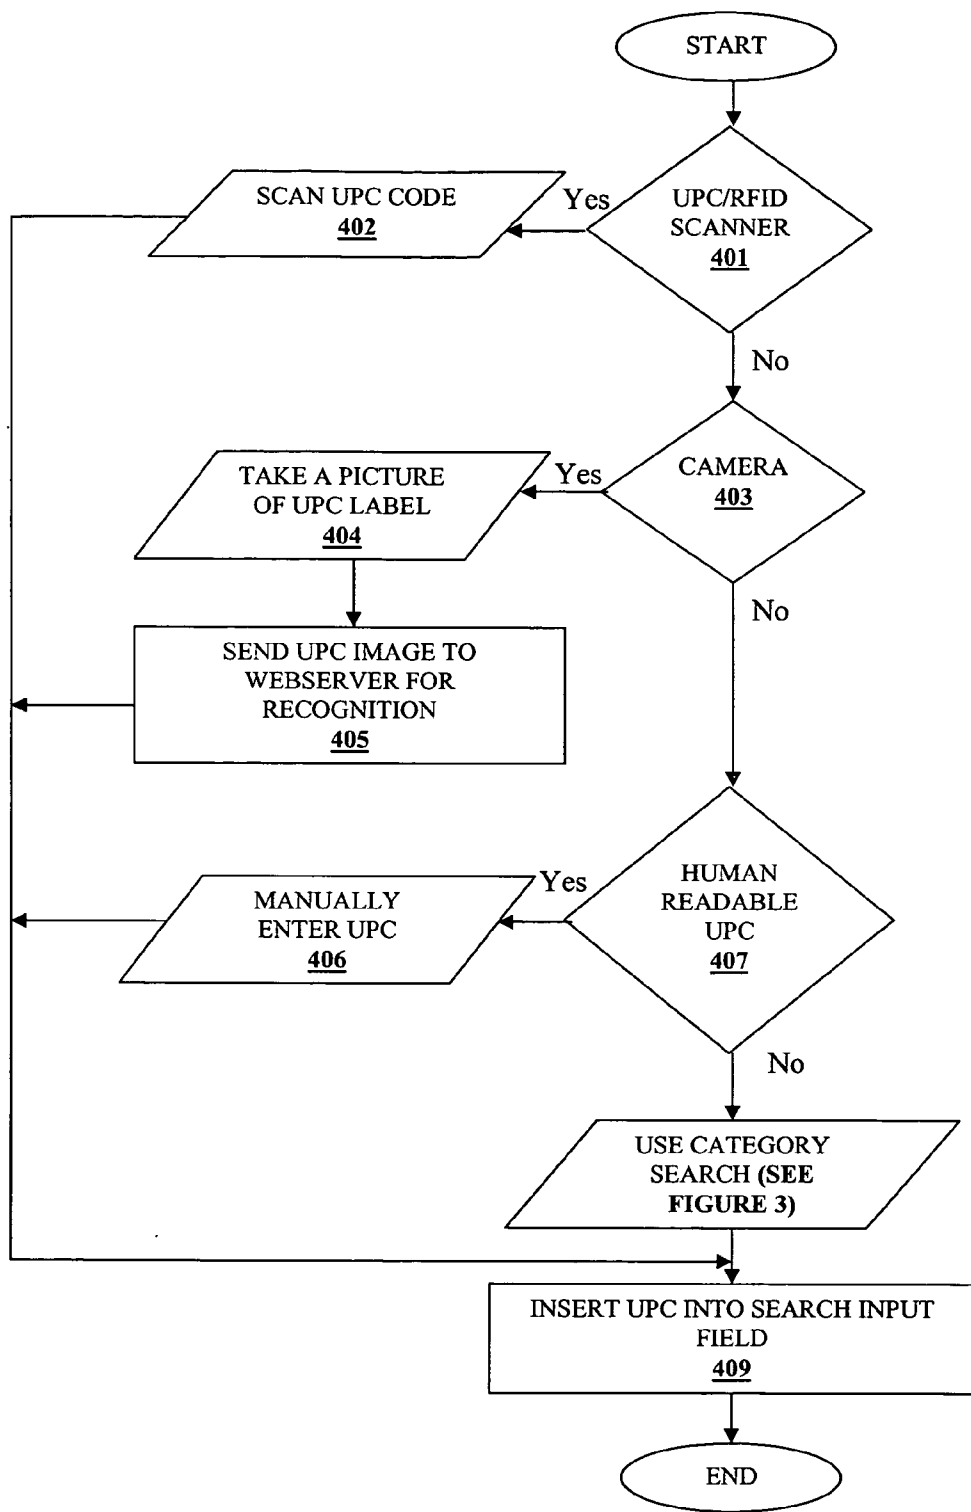 START
UPC/RFID
SCANNER
401
Yes
SCAN UPC CODE
402
No
CAMERA
403
Yes
TAKE A PICTURE
OF UPC LABEL
404
SEND UPC IMAGE TO
WEBSERVER FOR
RECOGNITION
405
No
HUMAN
READABLE
UPC
407
Yes
MANUALLY
ENTER UPC
406
No
USE CATEGORY
SEARCH (SEE
FIGURE 3)
INSERT UPC INTO SEARCH INPUT
FIELD
409
END